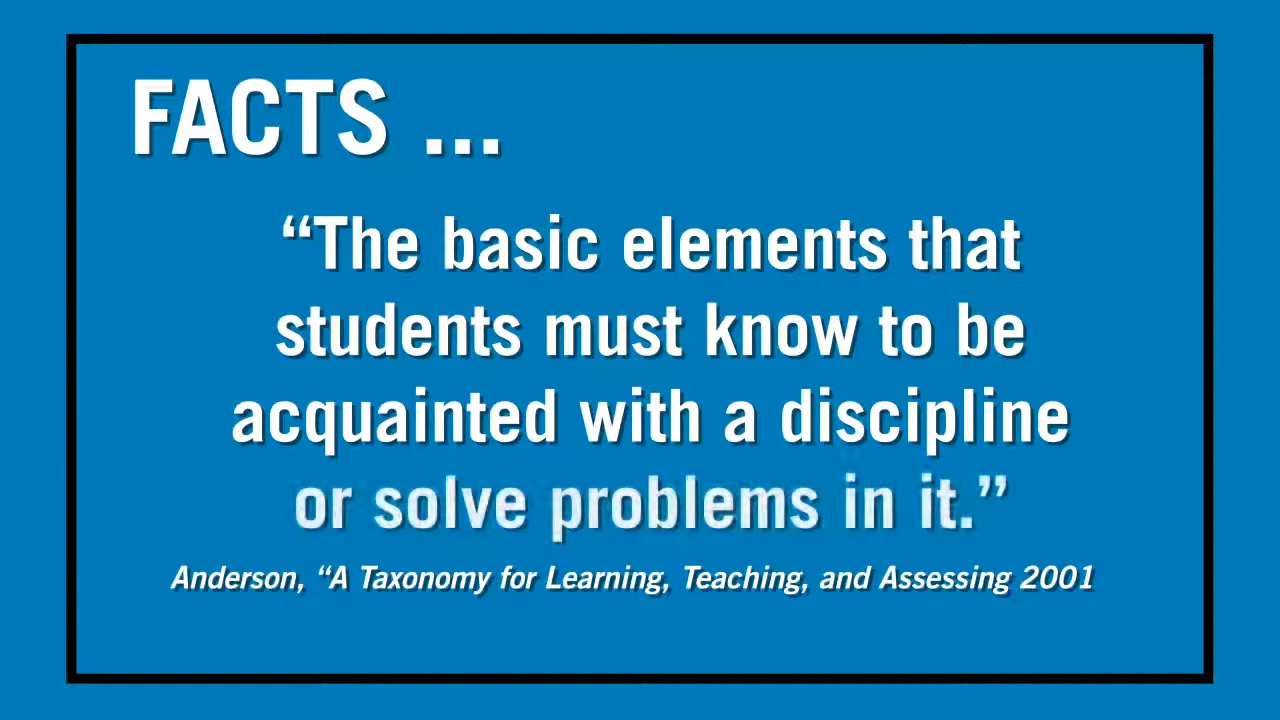 FACTS ...
“The basic elements that
students must know to be
acquainted with a discipline
or solve problems in it.”
Anderson, “A Taxonomy for Learning, Teaching, and Assessing 2001